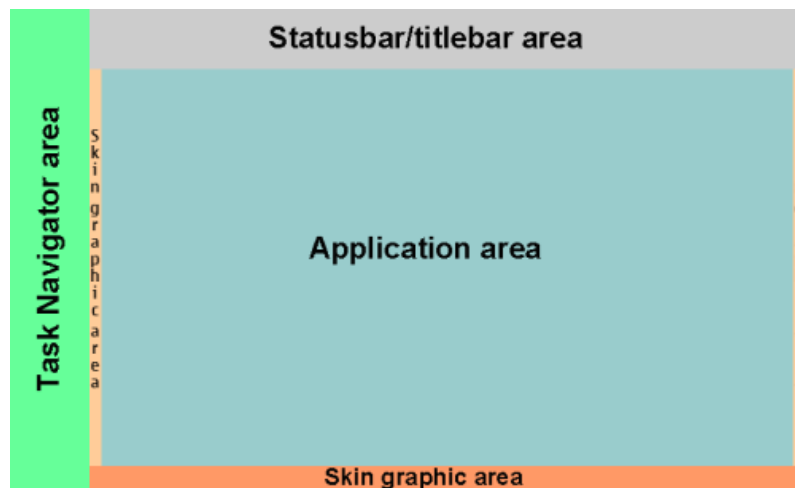 Statusbar/titlebar area
Task Navigator area
Skin graphic area
Application area
Skin graphic area